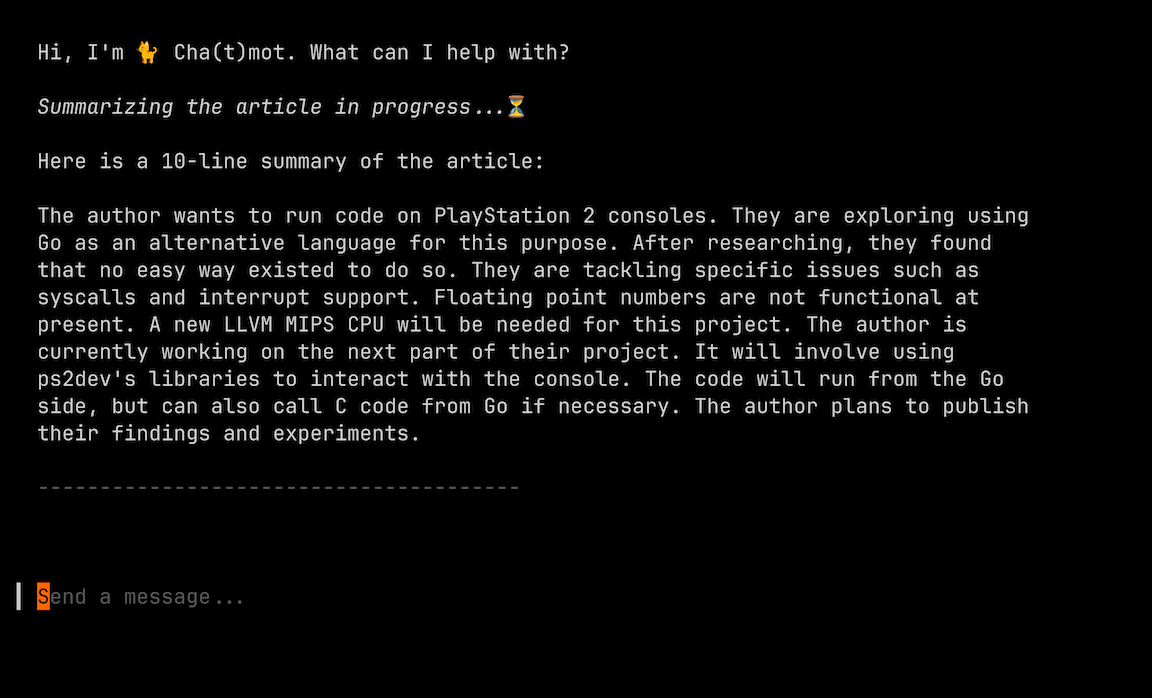 Hi, I'm 🐈 Cha(t)mot. What can I help with?
Summarizing the article in progress...⏳
Here is a 10-line summary of the article:
The author wants to run code on PlayStation 2 consoles. They are exploring using
Go as an alternative language for this purpose. After researching, they found
that no easy way existed to do so. They are tackling specific issues such as
syscalls and interrupt support. Floating point numbers are not functional at
present. A new LLVM MIPS CPU will be needed for this project. The author is
currently working on the next part of their project. It will involve using
ps2dev's libraries to interact with the console. The code will run from the Go
side, but can also call C code from Go if necessary. The author plans to publish
their findings and experiments.
---------------------------------------
Send a message...